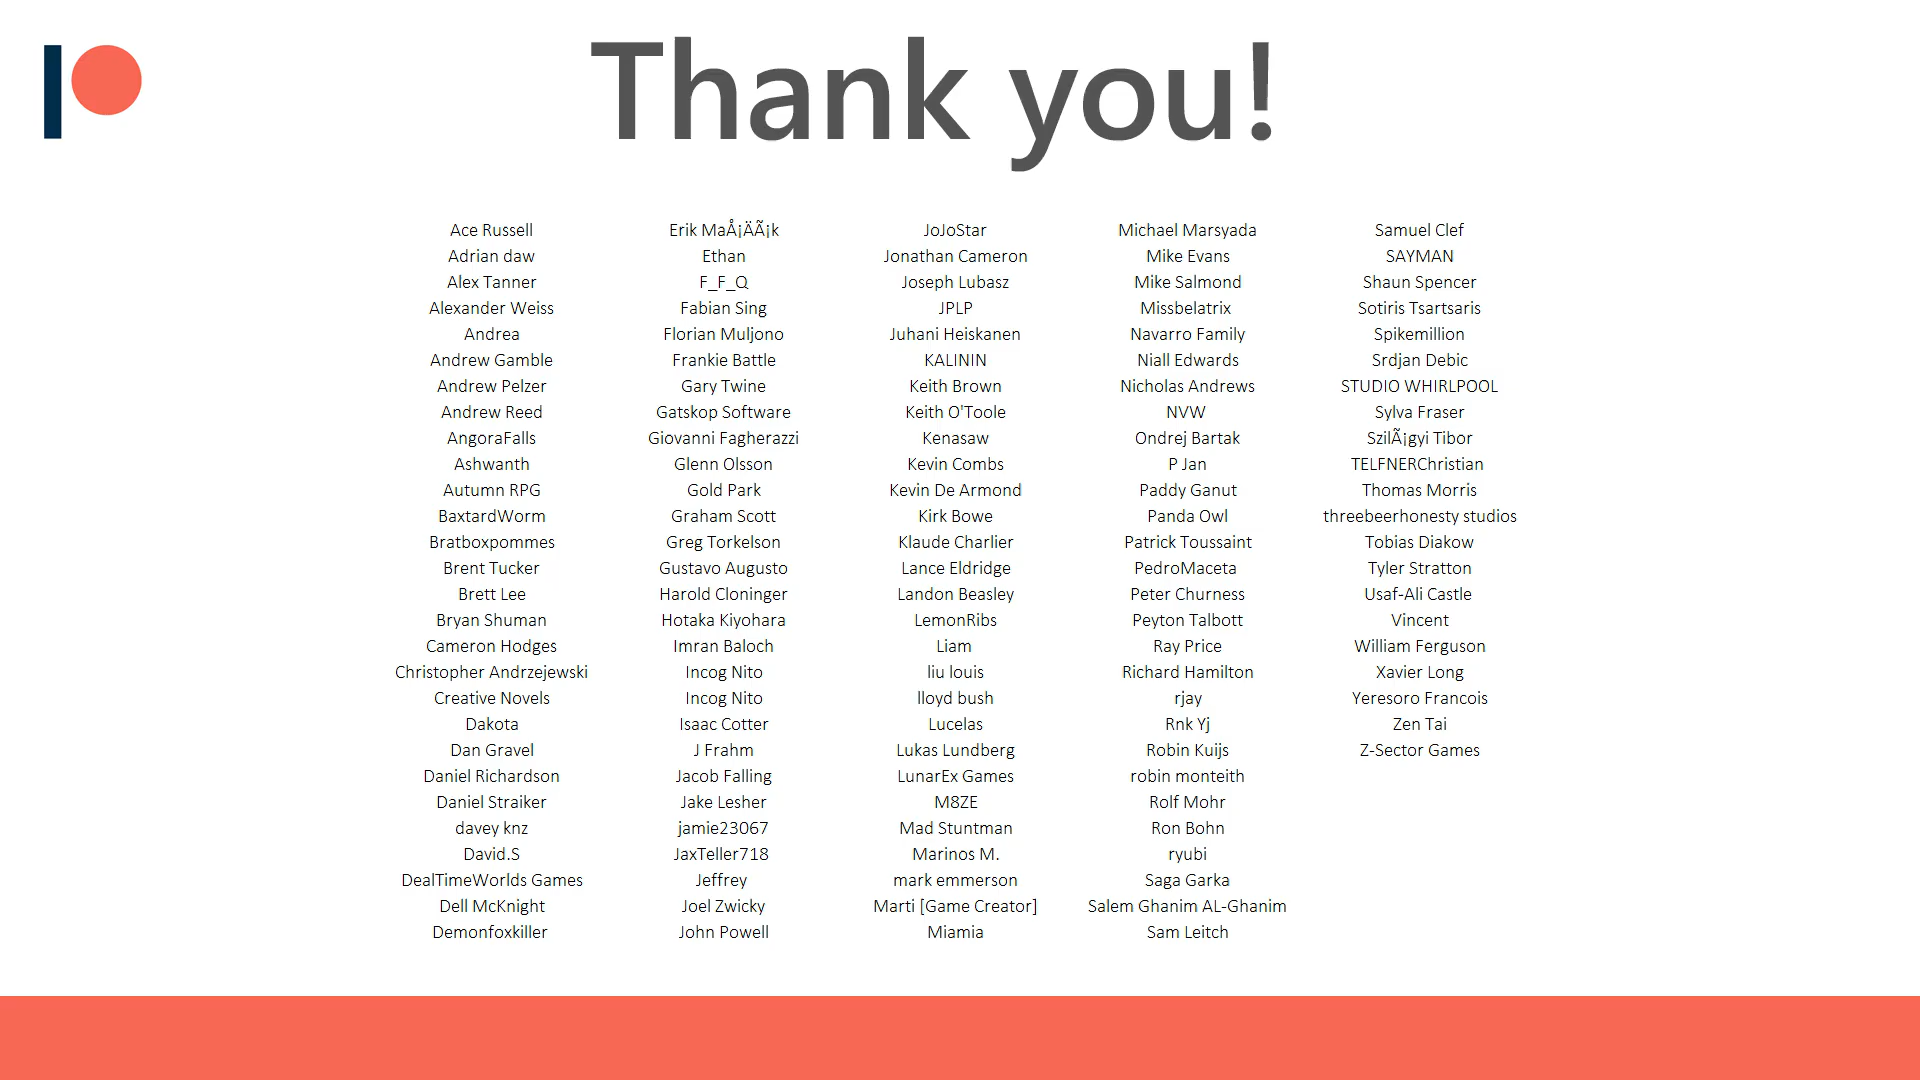 Thank you!
Ace Russell
Adrian daw
Alex Tanner
Alexander Weiss
Andrea
Andrew Gamble
Andrew Pelzer
Andrew Reed
AngoraFalls
Ashwanth
Autumn RPG
BaxtardWorm
Bratboxpommes
Brent Tucker
Brett Lee
Bryan Shuman
Cameron Hodges
Christopher Andrzejewski
Creative Novels
Dakota
Dan Gravel
Daniel Richardson
Daniel Straiker
davey knz
David.S
DealTimeWorlds Games
Dell McKnight
Demonfoxkiller
Erik MaÅ¡ÄÃ¡k
Ethan
F_F_Q
Fabian Sing
Florian Muljono
Frankie Battle
Gary Twine
Gatskop Software
Giovanni Fagherazzi
Glenn Olsson
Gold Park
Graham Scott
Greg Torkelson
Gustavo Augusto
Harold Cloninger
Hotaka Kiyohara
Imran Baloch
Incog Nito
Incog Nito
Isaac Cotter
J Frahm
Jacob Falling
Jake Lesher
jamie23067
JaxTeller718
Jeffrey
Joel Zwicky
John Powell
JoJoStar
Jonathan Cameron
Joseph Lubasz
JPLP
Juhani Heiskanen
KALININ
Keith Brown
Keith O'Toole
Kenasaw
Kevin Combs
Kevin De Armond
Kirk Bowe
Klaude Charlier
Lance Eldridge
Landon Beasley
LemonRibs
Liam
liu louis
lloyd bush
Lucelas
Lukas Lundberg
LunarEx Games
M8ZE
Mad Stuntman
Marinos M.
mark emmerson
Marti [Game Creator]
Miamia
Michael Marsyada
Mike Evans
Mike Salmond
Missbelatrix
Navarro Family
Niall Edwards
Nicholas Andrews
NVW
Ondrej Bartak
P Jan
Paddy Ganut
Panda Owl
Patrick Toussaint
PedroMaceta
Peter Churness
Peyton Talbott
Ray Price
Richard Hamilton
rjay
Rnk Yj
Robin Kuijs
robin monteith
Rolf Mohr
Ron Bohn
ryubi
Saga Garka
Salem Ghanim AL-Ghanim
Sam Leitch
Samuel Clef
SAYMAN
Shaun Spencer
Sotiris Tsartsaris
Spikemillion
Srdjan Debic
STUDIO WHIRLPOOL
Sylva Fraser
SzilÃ¡gyi Tibor
TELFNERChristian
Thomas Morris
threebeerhonesty studios
Tobias Diakow
Tyler Stratton
Usaf-Ali Castle
Vincent
William Ferguson
Xavier Long
Yeresoro Francois
Zen Tai
Z-Sector Games